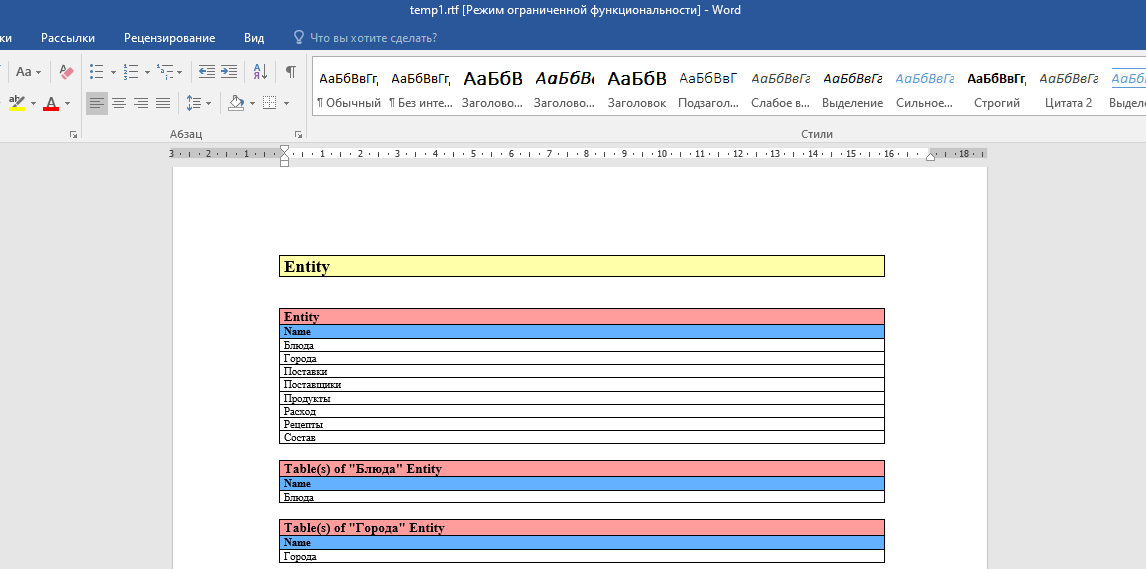 temp1.rtf [Режим ограниченной функциональности] - Word
ки Рассылки Рецензирование Вид Что вы хотите сделать?
Aa
АаБбВвГг, АаБбВвГг, АаБбВ АаБбВ АаБбВ АаБбВвГ АаБбВвГг АаБбВвГг АаБбВвГг АаБбВвГг, АаБбВвГг АаБб
¶ Обычный ¶ Без инте... Заголово... Заголово... Заголовок Подзагол... Слабое в... Выделение Сильное... Строгий Цитата 2 Выделе
Абзац Стили
3 2 1 1 2 3 4 5 6 7 8 9 10 11 12 13 14 15 16 18
Entity
Entity
Name
Блюда
Города
Поставки
Поставщики
Продукты
Расход
Рецепты
Состав
Table(s) of "Блюда" Entity
Name
Блюда
Table(s) of "Города" Entity
Name
Города